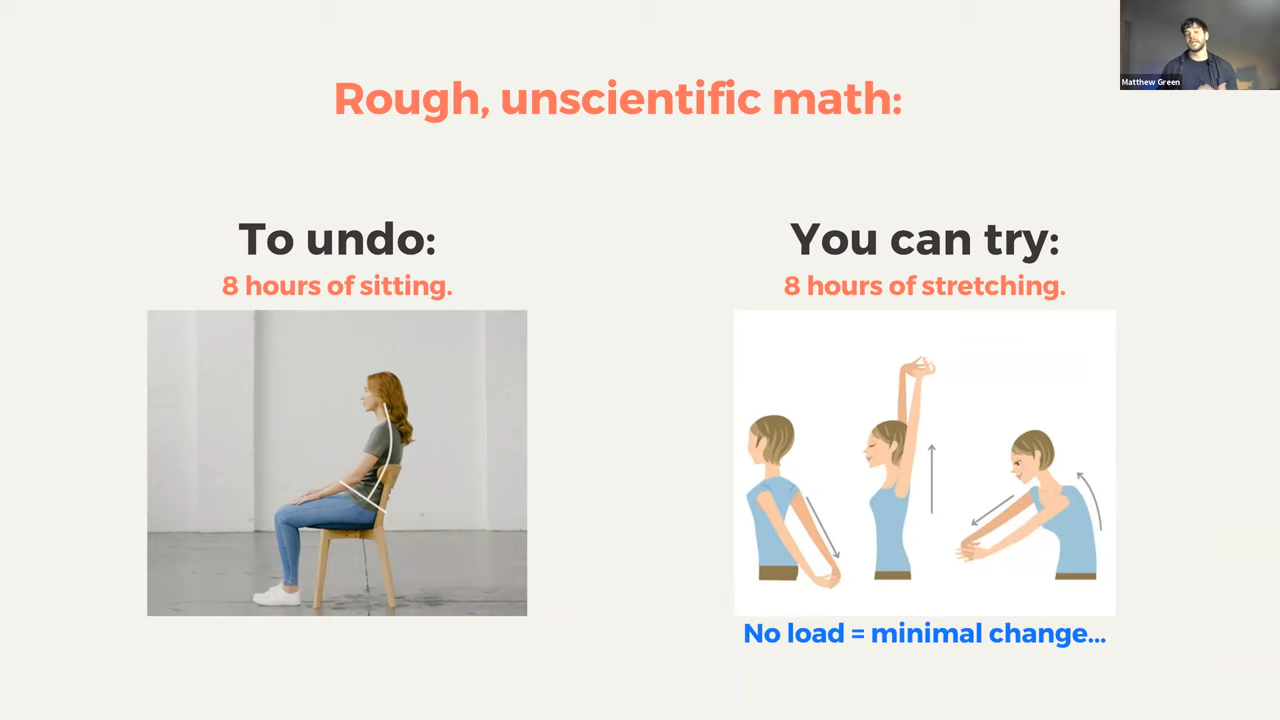 Matthew Green
Rough, unscientific math:
To undo:
8 hours of sitting.
You can try:
8 hours of stretching.
No load = minimal change...